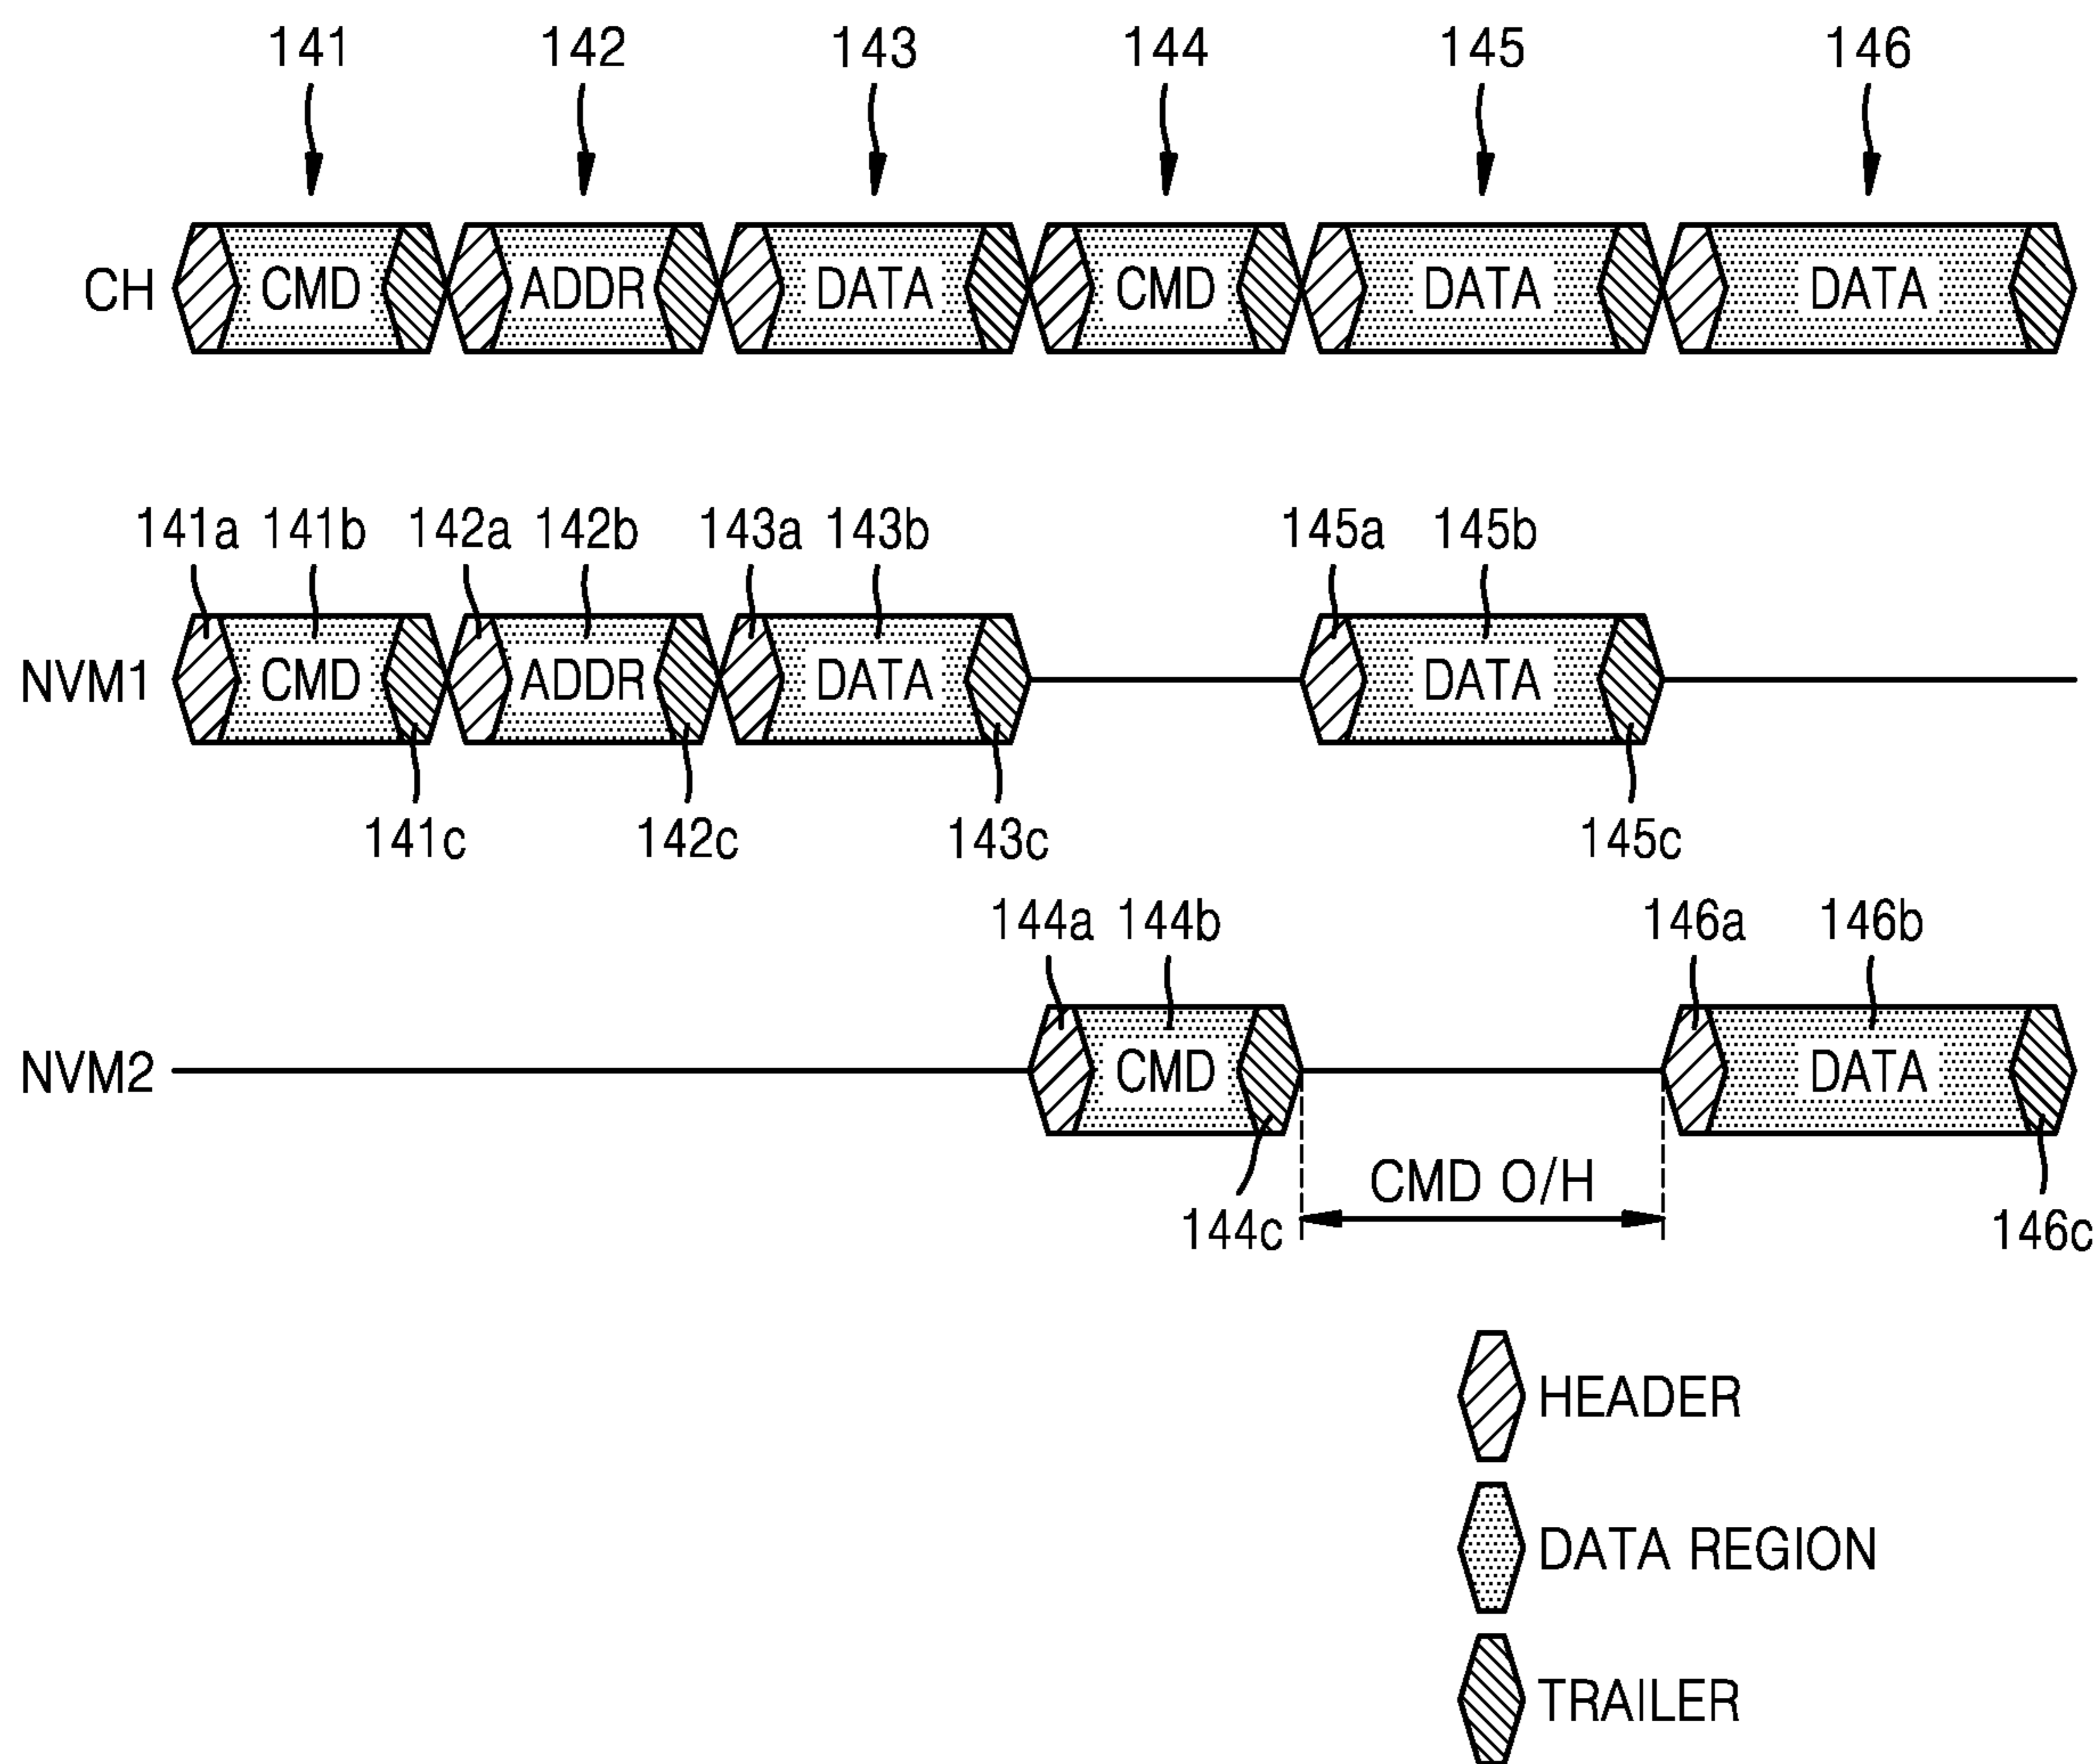 141 142 143 144 145 146
CH CMD ADDR DATA CMD DATA DATA
141a 141b 142a 142b 143a 143b 145a 145b
NVM1 CMD ADDR DATA DATA
141c 142c 143c 145c
144a 144b 146a 146b
NVM2 CMD DATA
CMD O/H
144c 146c
HEADER
DATA REGION
TRAILER